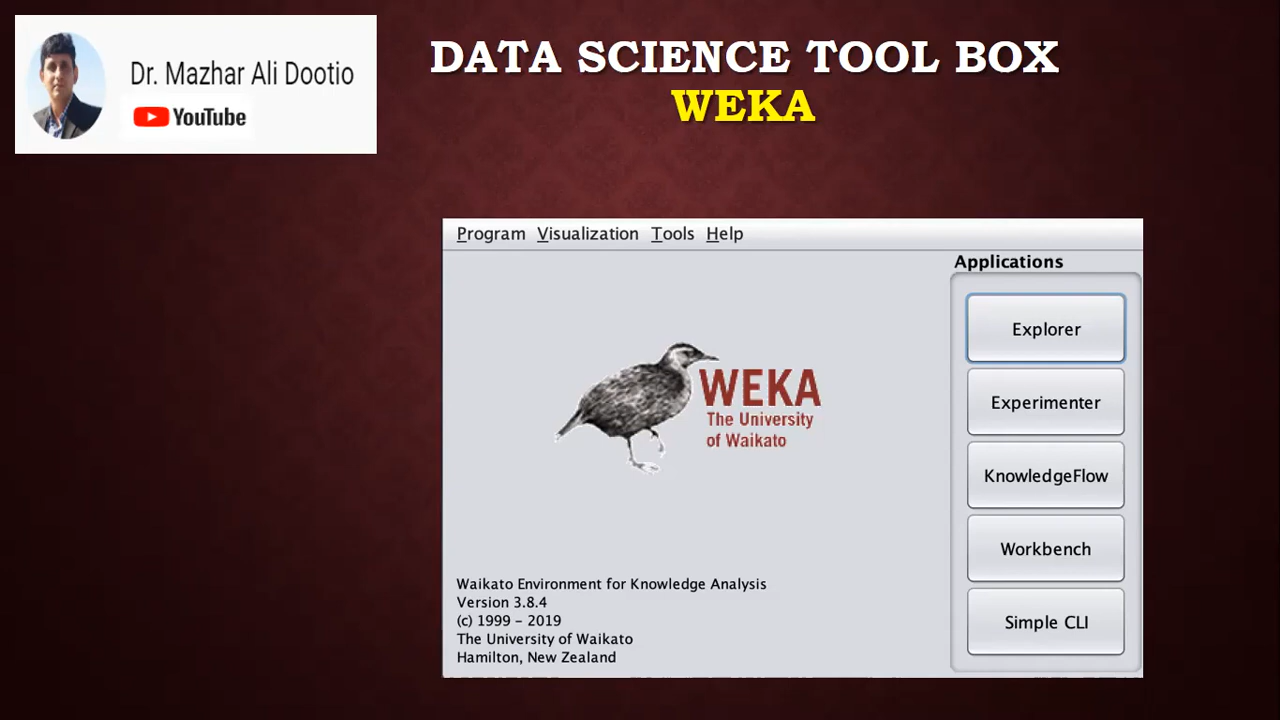 Dr. Mazhar Ali Dootio
YouTube
DATA SCIENCE TOOL BOX
WEKA
Program Visualization Tools Help
Applications
Explorer
Experimenter
KnowledgeFlow
Workbench
Simple CLI
WEKA
The University
of Waikato
Waikato Environment for Knowledge Analysis
Version 3.8.4
(c) 1999 - 2019
The University of Waikato
Hamilton, New Zealand